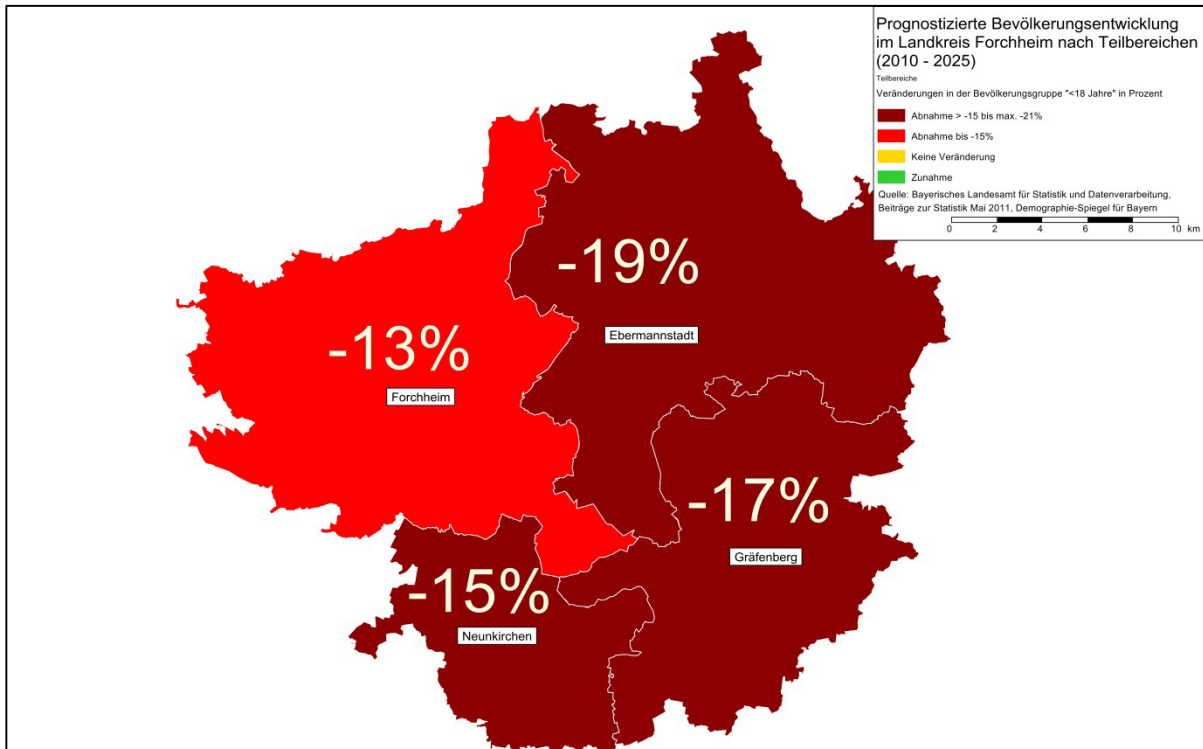 Prognostizierte Bevölkerungsentwicklung
im Landkreis Forchheim nach Teilbereichen
(2010 - 2025)
Teilbereiche
Veränderungen in der Bevölkerungsgruppe "<18 Jahre" in Prozent
Abnahme > -15 bis max. -21%
Abnahme bis -15%
Keine Veränderung
Zunahme
Quelle: Bayerisches Landesamt für Statistik und Datenverarbeitung,
Beiträge zur Statistik Mai 2011, Demographie-Spiegel für Bayern
0 2 4 6 8 10 km
-19%
Ebermannstadt
-13%
Forchheim
-17%
Gräfenberg
-15%
Neunkirchen